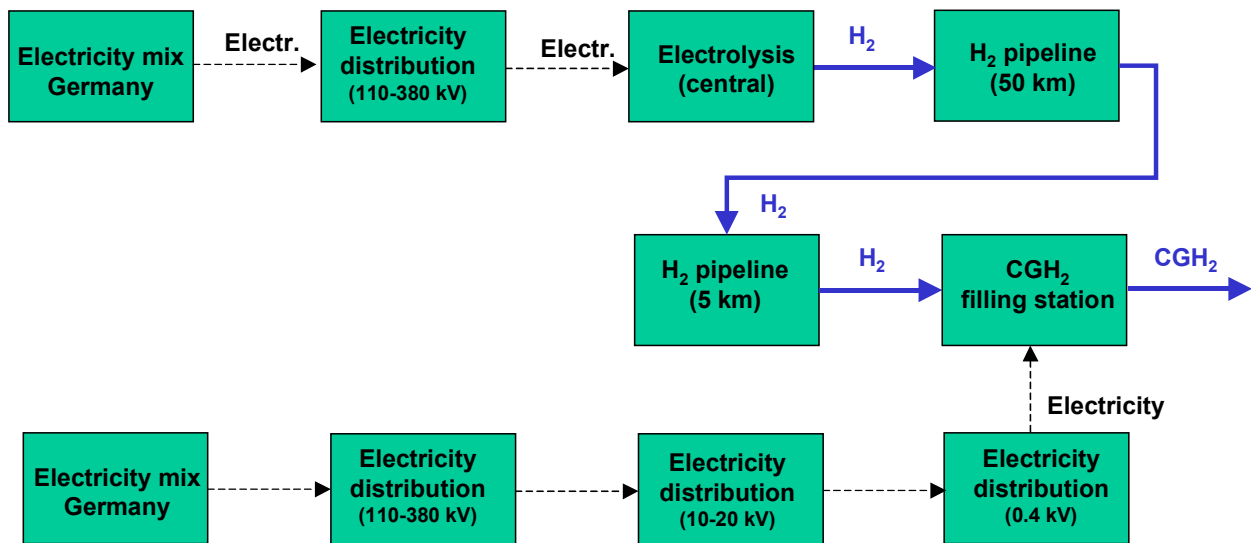 Electricity mix
Germany
Electr.
Electricity
distribution
(110-380 kV)
Electr.
Electrolysis
(central)
H₂
H₂ pipeline
(50 km)
H₂
H₂ pipeline
(5 km)
H₂
CGH₂
filling station
CGH₂
Electricity
Electricity mix
Germany
Electricity
distribution
(110-380 kV)
Electricity
distribution
(10-20 kV)
Electricity
distribution
(0.4 kV)